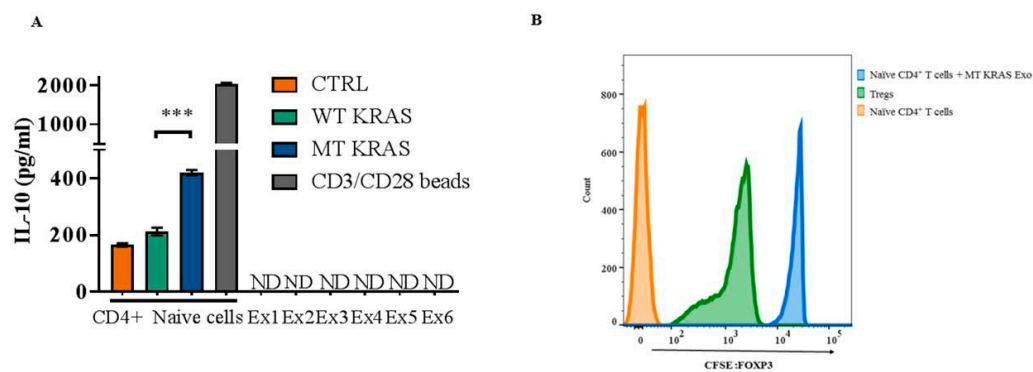 A
IL-10 (pg/ml)
2000
1000
400
200
0
***
CTRL
WT KRAS
MT KRAS
CD3/CD28 beads
ND ND ND ND ND ND
CD4+ Naive cells Ex1 Ex2 Ex3 Ex4 Ex5 Ex6
B
Count
800
600
400
200
0
0 10² 10³ 10⁴ 10⁵
CFSE:FOXP3
Naïve CD4⁺ T cells + MT KRAS Exo
Tregs
Naïve CD4⁺ T cells